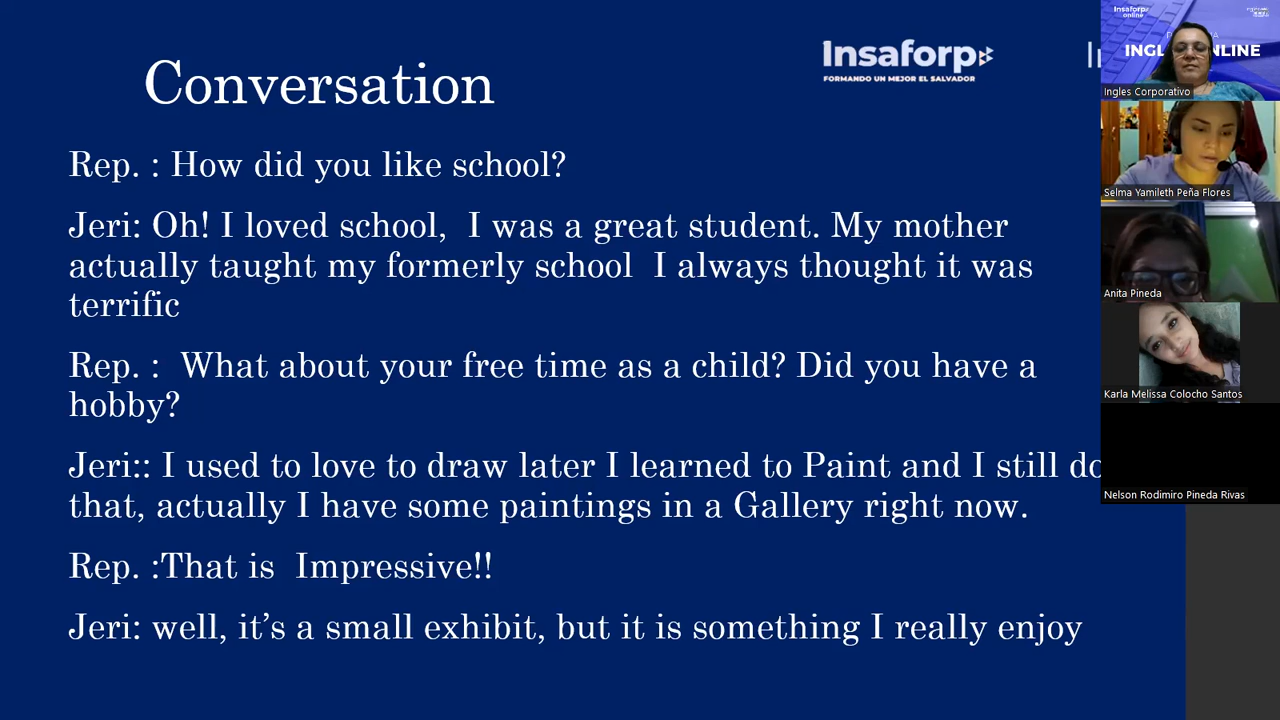 Conversation
Insaforp
FORMANDO UN MEJOR EL SALVADOR
Rep. : How did you like school?
Jeri: Oh! I loved school, I was a great student. My mother
actually taught my formerly school I always thought it was
terrific
Rep. : What about your free time as a child? Did you have a
hobby?
Jeri:: I used to love to draw later I learned to Paint and I still do
that, actually I have some paintings in a Gallery right now.
Rep. :That is Impressive!!
Jeri: well, it’s a small exhibit, but it is something I really enjoy
Insaforp
online
Ingles Corporativo
Selma Yamileth Peña Flores
Anita Pineda
Karla Melissa Colocho Santos
Nelson Rodimiro Pineda Rivas